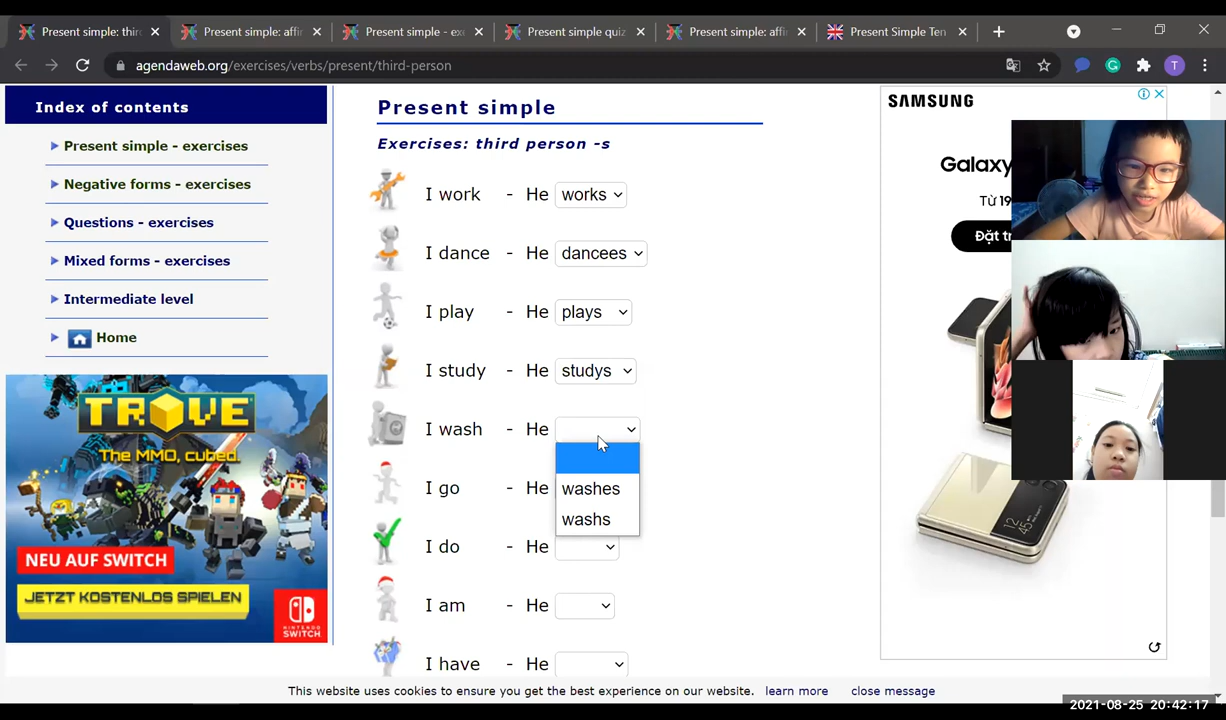 Present simple: thir
Present simple: affir
Present simple - exe
Present simple quiz
Present simple: affir
Present Simple Ten
agendaweb.org/exercises/verbs/present/third-person
T
Index of contents
Present simple - exercises
Negative forms - exercises
Questions - exercises
Mixed forms - exercises
Intermediate level
Home
TROVE
The MMO, cubed.
NEU AUF SWITCH
JETZT KOSTENLOS SPIELEN
NINTENDO
SWITCH
Present simple
Exercises: third person -s
I work - He works
I dance - He dancees
I play - He plays
I study - He studys
I wash - He
washes
washs
I go - He
I do - He
I am - He
I have - He
SAMSUNG
Galaxy
Từ 19
Đặt tr
This website uses cookies to ensure you get the best experience on our website. learn more close message
2021-08-25 20:42:17